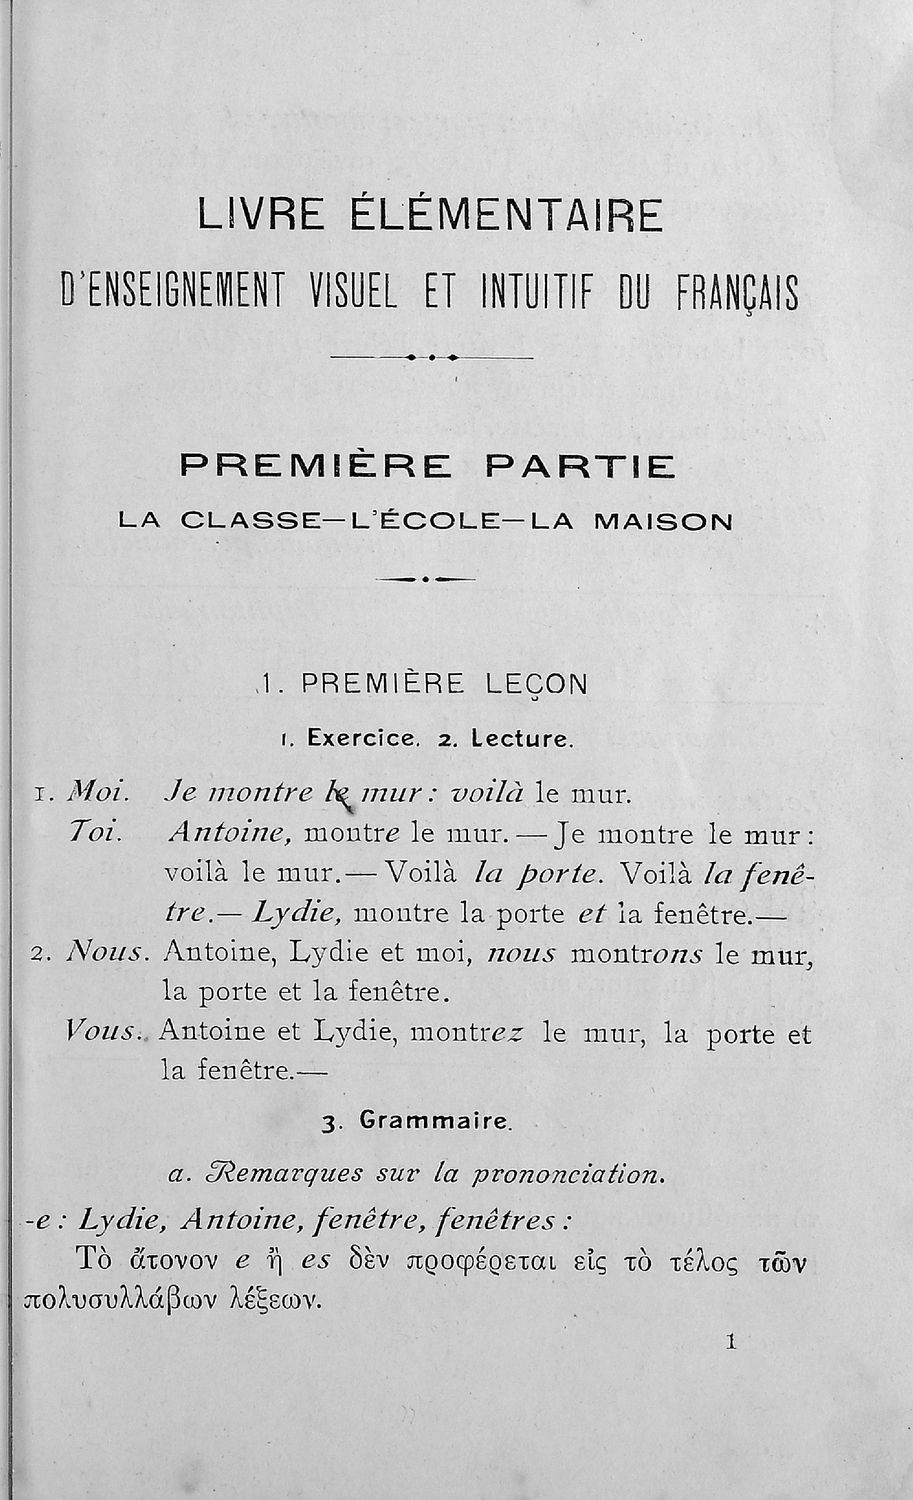 LIVRE ÉLÉMENTAIRE
D'ENSEIGNEMENT VISUEL ET INTUITIF DU FRANÇAIS
PREMIÈRE PARTIE
LA CLASSE—L'ÉCOLE—LA MAISON
1. PREMIÈRE LEÇON
1. Exercice. 2. Lecture.
1. Moi. Je montre le mur: voilà le mur.
Toi. Antoine, montre le mur.—Je montre le mur:
voilà le mur.—Voilà la porte. Voilà la fenê-
tre.— Lydie, montre la porte et la fenêtre.—
2. Nous. Antoine, Lydie et moi, nous montrons le mur,
la porte et la fenêtre.
Vous. Antoine et Lydie, montrez le mur, la porte et
la fenêtre.—
3. Grammaire.
a. Remarques sur la prononciation.
-e: Lydie, Antoine, fenêtre, fenêtres:
Τὸ ἄτονον e ἢ es δὲν προφέρεται εἰς τὸ τέλος τῶν
πολυσυλλάβων λέξεων.
1